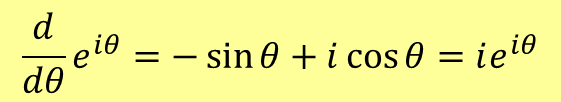 d/dθ e^{iθ} = − sin θ + i cos θ = ie^{iθ}